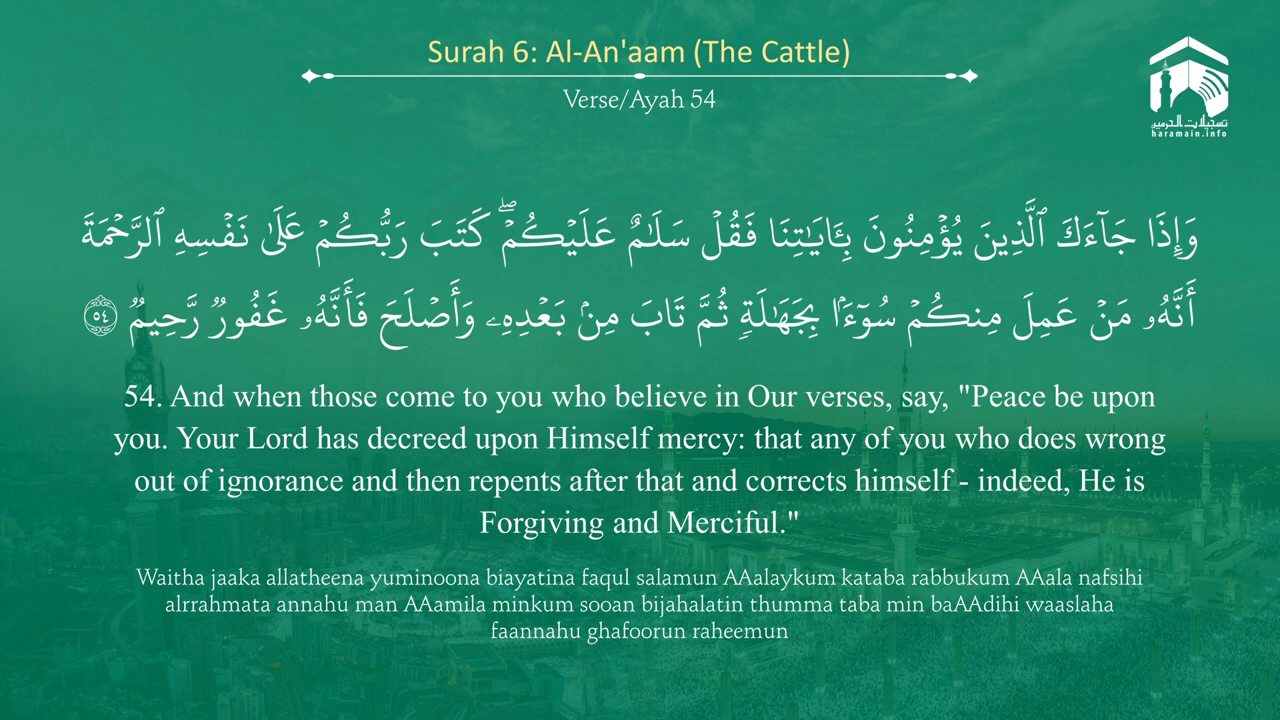 Surah 6: Al-An'aam (The Cattle)
Verse/Ayah 54
تسجيلات الحرمين
haramain.info
وَإِذَا جَآءَكَ ٱلَّذِينَ يُؤْمِنُونَ بِـَٔايَـٰتِنَا فَقُلْ سَلَـٰمٌ عَلَيْكُمْ ۖ كَتَبَ رَبُّكُمْ عَلَىٰ نَفْسِهِ ٱلرَّحْمَةَ
أَنَّهُۥ مَنْ عَمِلَ مِنكُمْ سُوٓءًۢا بِجَهَـٰلَةٍ ثُمَّ تَابَ مِنۢ بَعْدِهِۦ وَأَصْلَحَ فَأَنَّهُۥ غَفُورٌ رَّحِيمٌ ٥٤
54. And when those come to you who believe in Our verses, say, "Peace be upon
you. Your Lord has decreed upon Himself mercy: that any of you who does wrong
out of ignorance and then repents after that and corrects himself - indeed, He is
Forgiving and Merciful."
Waitha jaaka allatheena yuminoona biayatina faqul salamun AAalaykum kataba rabbukum AAala nafsihi
alrrahmata annahu man AAamila minkum sooan bijahalatin thumma taba min baAAdihi waaslaha
faannahu ghafoorun raheemun